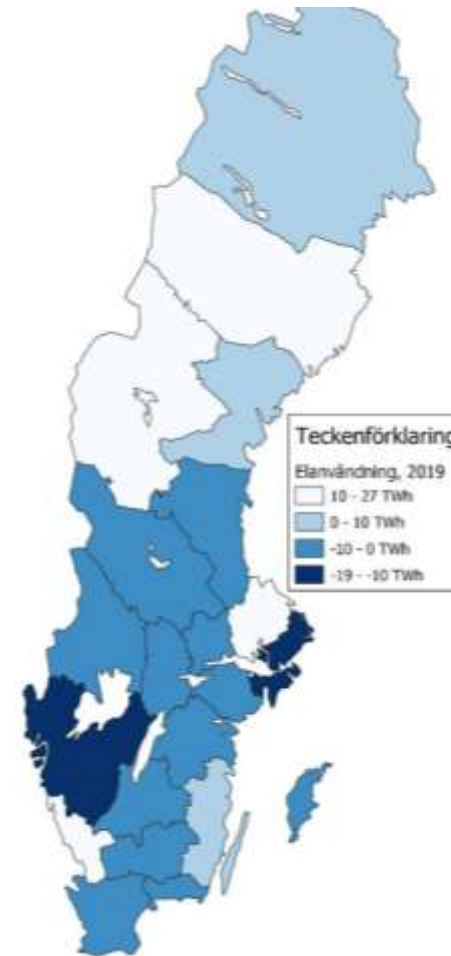 Teckenförklaring
Elanvändning, 2019
10 - 27 TWh
0 - 10 TWh
-10 - 0 TWh
-19 - -10 TWh